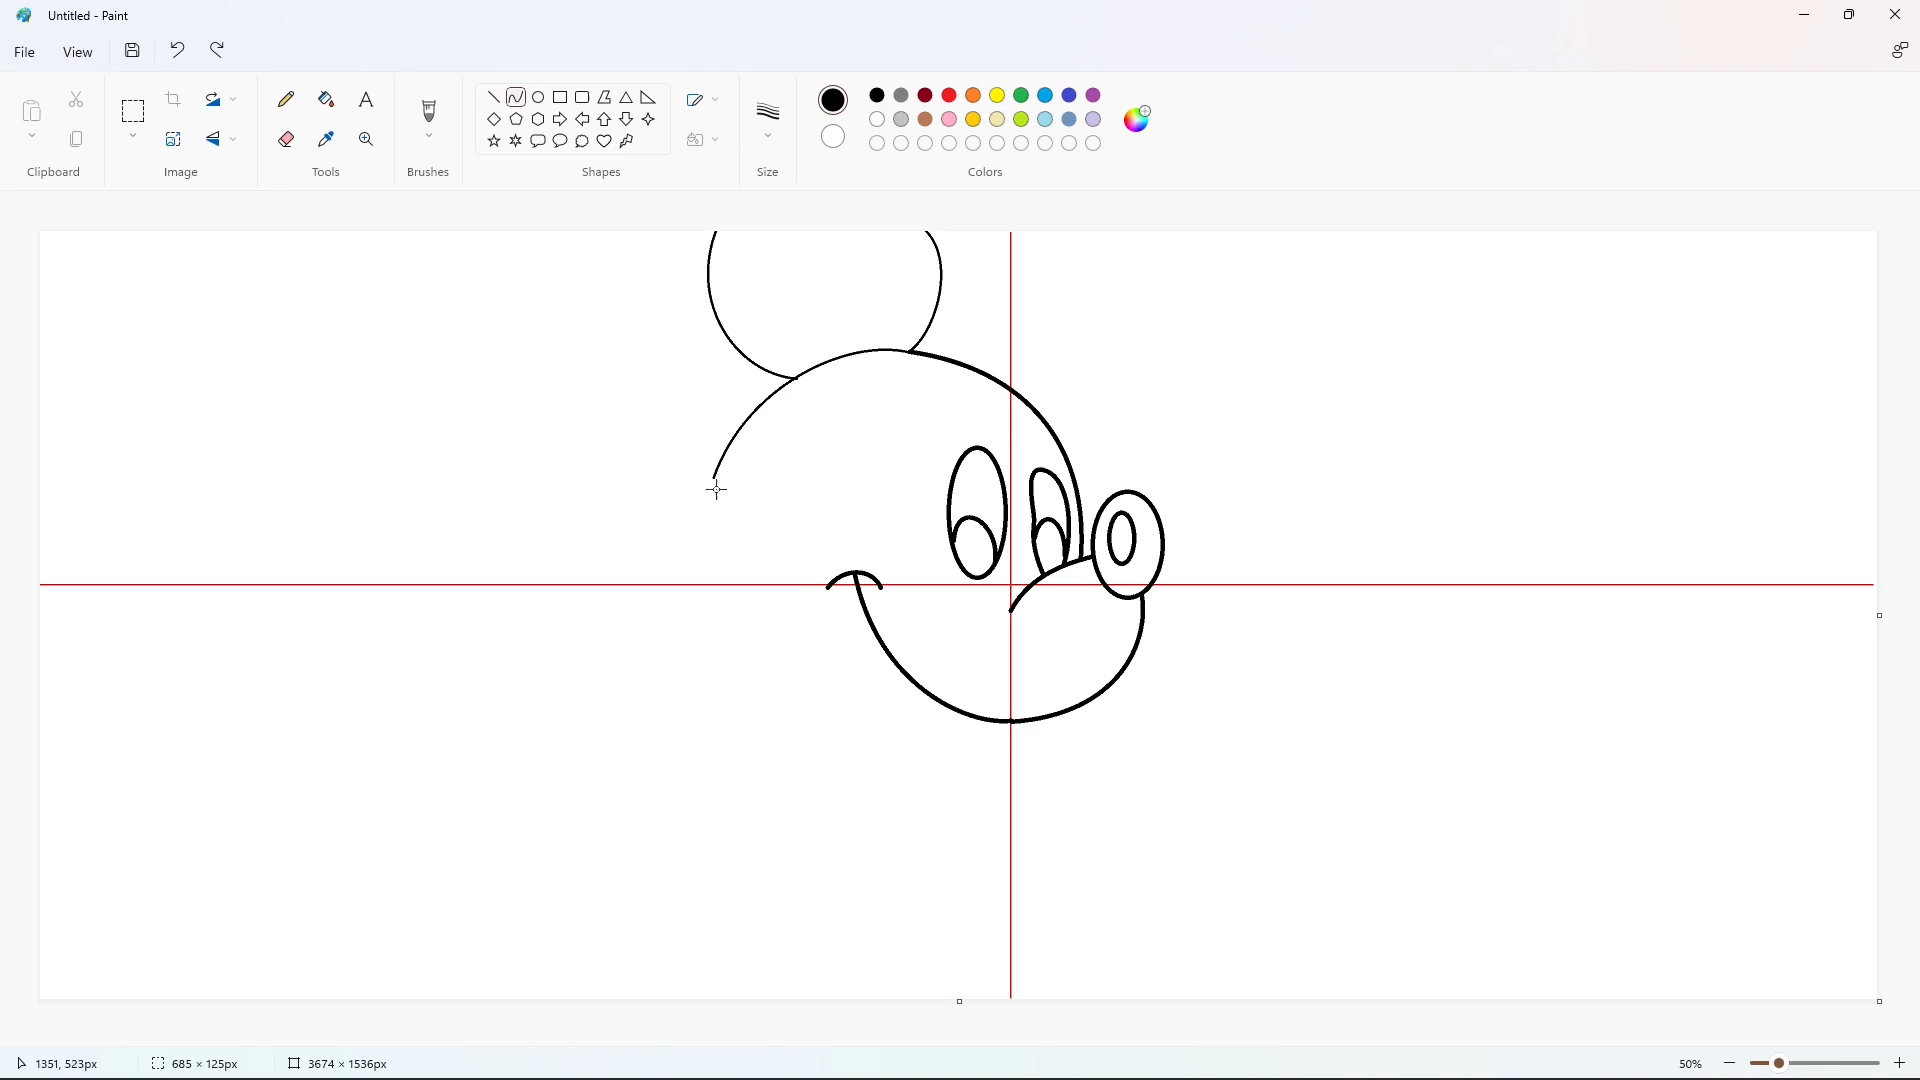 Untitled - Paint
File View
Clipboard Image Tools Brushes Shapes Size Colors
1351, 523px 685 × 125px 3674 × 1536px 50%